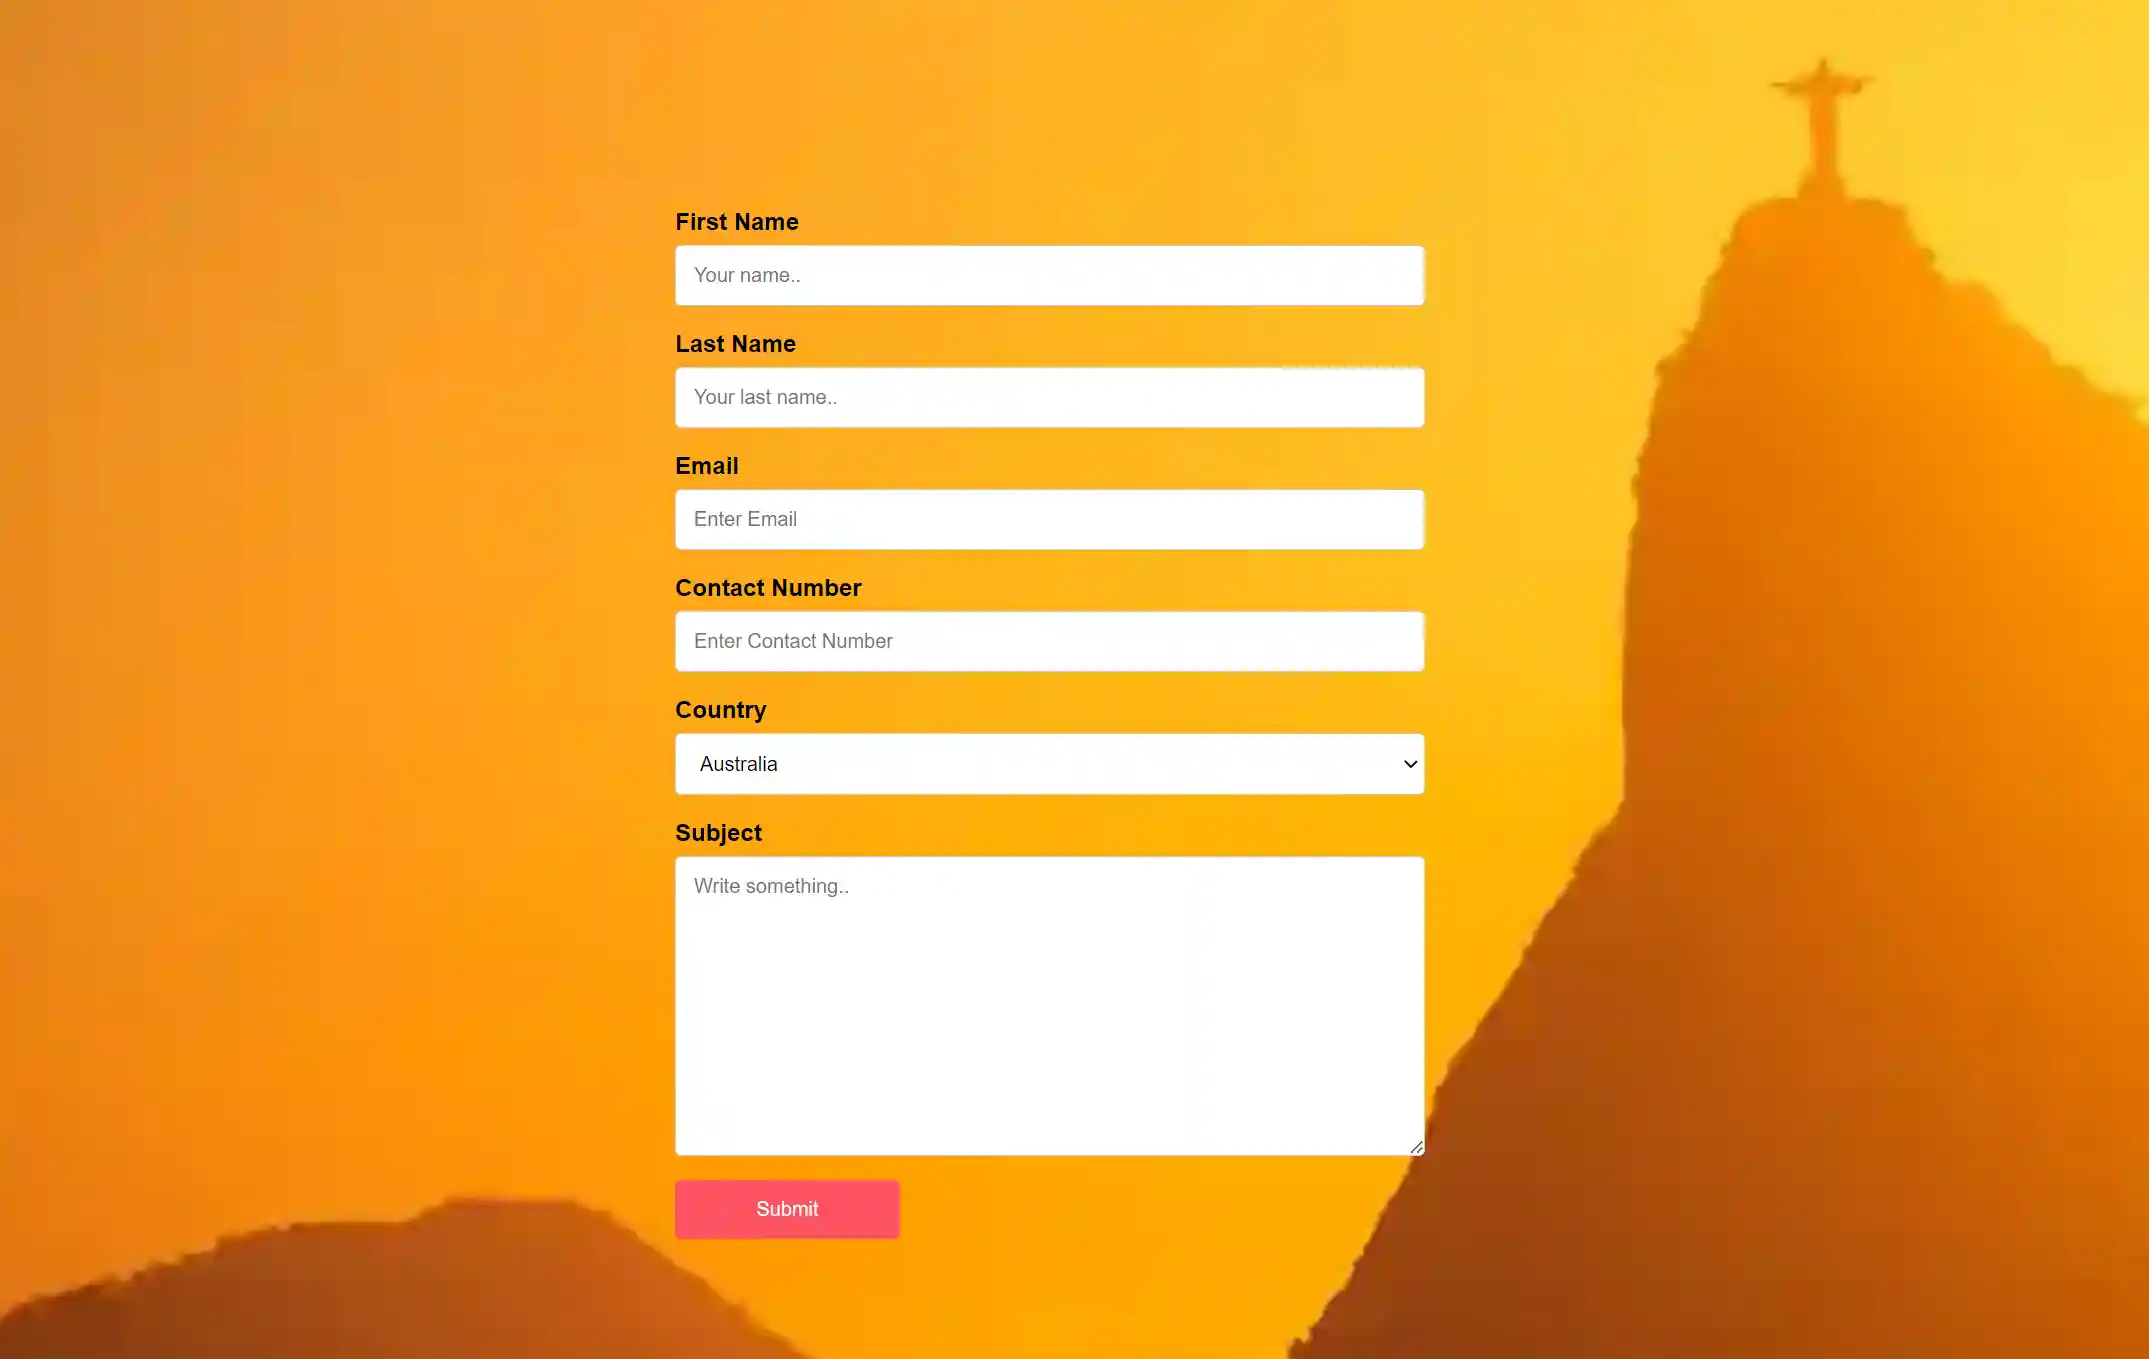 First Name
Your name..
Last Name
Your last name..
Email
Enter Email
Contact Number
Enter Contact Number
Country
Australia
Subject
Write something..
Submit